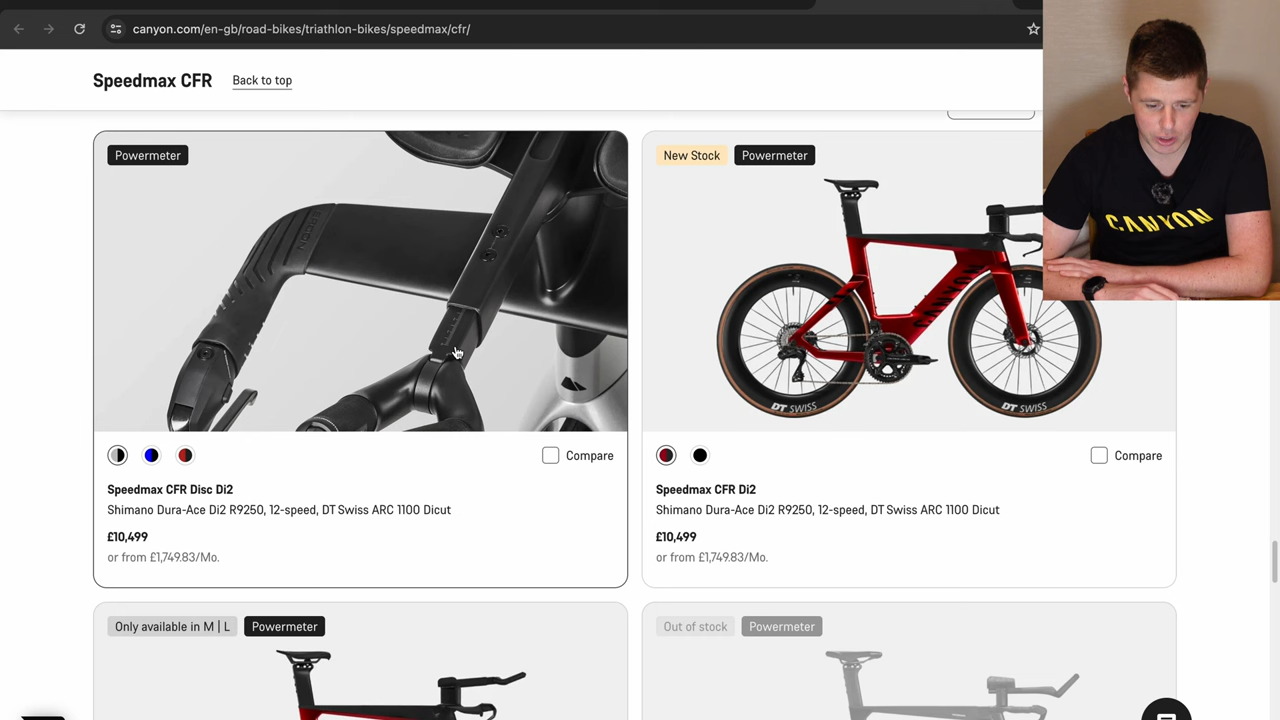 canyon.com/en-gb/road-bikes/triathlon-bikes/speedmax/cfr/
Speedmax CFR
Back to top
Powermeter
CANYON
New Stock
Powermeter
CANYON
DT SWISS
DT SWISS
CANYON
Compare
Compare
Speedmax CFR Disc Di2
Shimano Dura-Ace Di2 R9250, 12-speed, DT Swiss ARC 1100 Dicut
£10,499
or from £1,749.83/Mo.
Speedmax CFR Di2
Shimano Dura-Ace Di2 R9250, 12-speed, DT Swiss ARC 1100 Dicut
£10,499
or from £1,749.83/Mo.
Only available in M | L
Powermeter
Out of stock
Powermeter